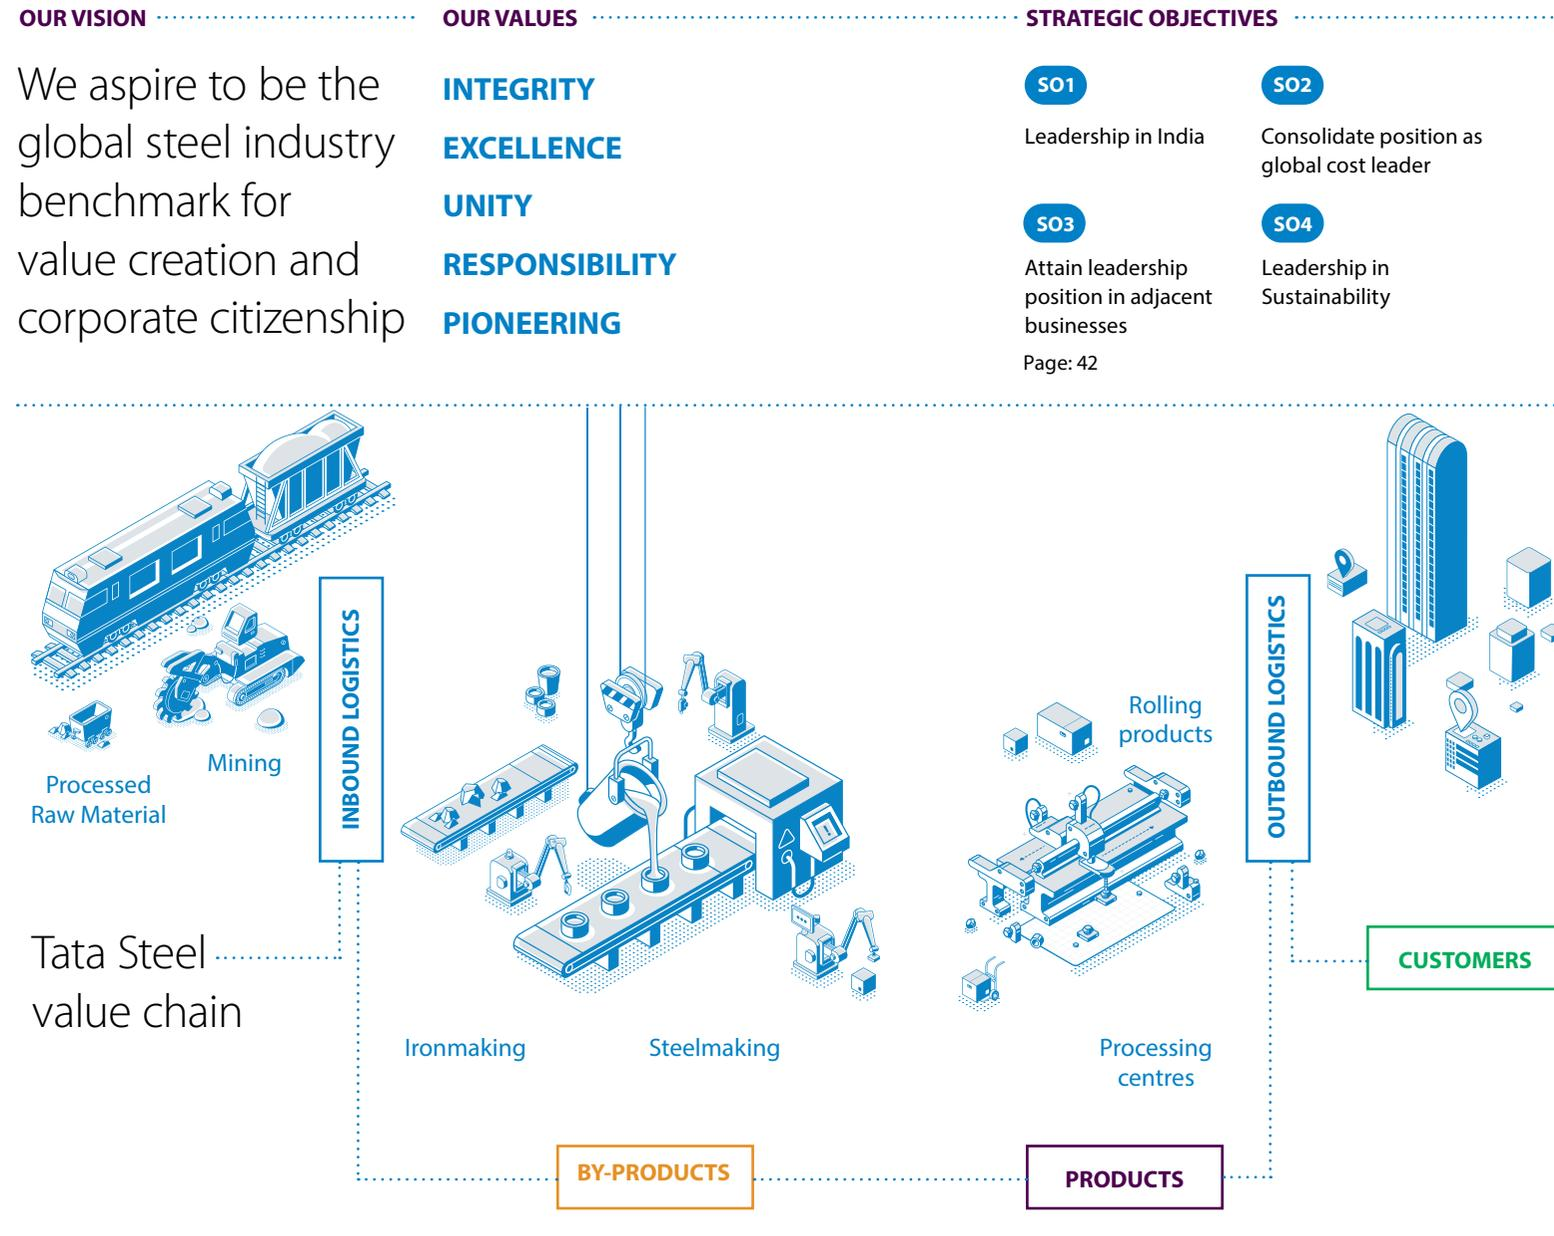 OUR VISION
We aspire to be the
global steel industry
benchmark for
value creation and
corporate citizenship
OUR VALUES
INTEGRITY
EXCELLENCE
UNITY
RESPONSIBILITY
PIONEERING
STRATEGIC OBJECTIVES
SO1
Leadership in India
SO2
Consolidate position as
global cost leader
SO3
Attain leadership
position in adjacent
businesses
SO4
Leadership in
Sustainability
Page: 42
Processed
Raw Material
Mining
INBOUND LOGISTICS
Tata Steel
value chain
Ironmaking
Steelmaking
Rolling
products
Processing
centres
OUTBOUND LOGISTICS
CUSTOMERS
BY-PRODUCTS
PRODUCTS